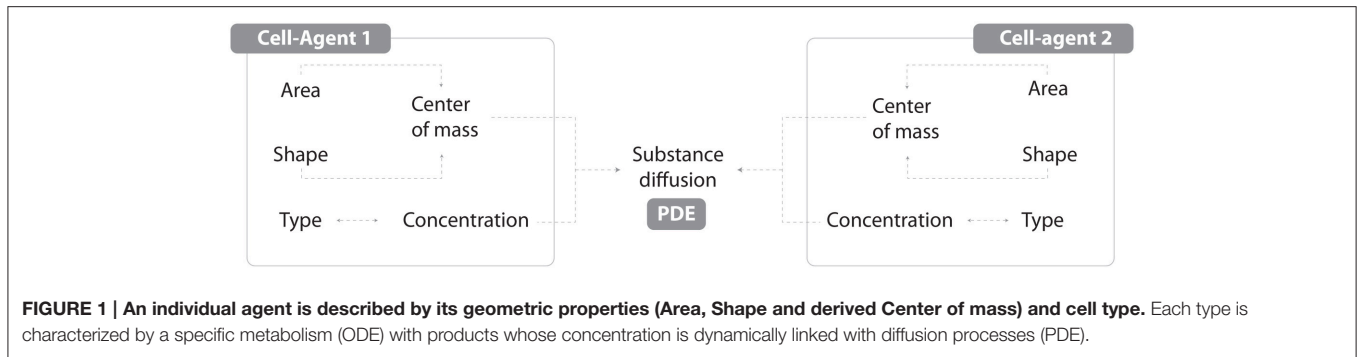 Cell-Agent 1
Area
Center
of mass
Shape
Type
Concentration
Substance
diffusion
PDE
Cell-agent 2
Area
Center
of mass
Shape
Concentration
Type
FIGURE 1 | An individual agent is described by its geometric properties (Area, Shape and derived Center of mass) and cell type. Each type is
characterized by a specific metabolism (ODE) with products whose concentration is dynamically linked with diffusion processes (PDE).